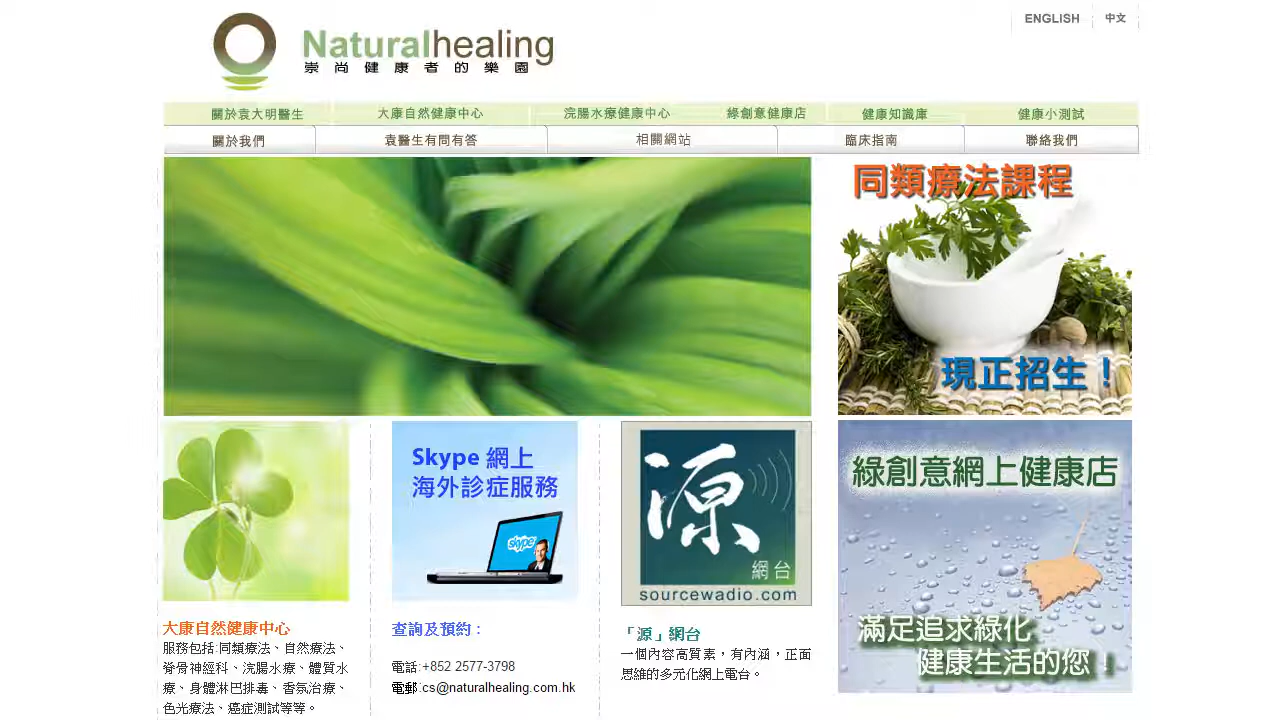 ENGLISH
中文
Naturalhealing
崇尚健康者的樂園
關於袁大明醫生
大康自然健康中心
浣腸水療健康中心
綠創意健康店
健康知識庫
健康小測試
關於我們
袁醫生有問有答
相關網站
臨床指南
聯絡我們
同類療法課程
現正招生！
Skype 網上
海外診症服務
skype
源
網台
sourcewadio.com
綠創意網上健康店
滿足追求綠化
健康生活的您！
大康自然健康中心
服務包括:同類療法、自然療法、
脊骨神經科、浣腸水療、體質水
療、身體淋巴排毒、香氛治療、
色光療法、癌症測試等等。
查詢及預約：
電話:+852 2577-3798
電郵:cs@naturalhealing.com.hk
「源」網台
一個內容高質素，有內涵，正面
思維的多元化網上電台。